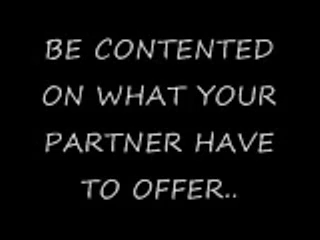 BE CONTENTED
ON WHAT YOUR
PARTNER HAVE
TO OFFER..